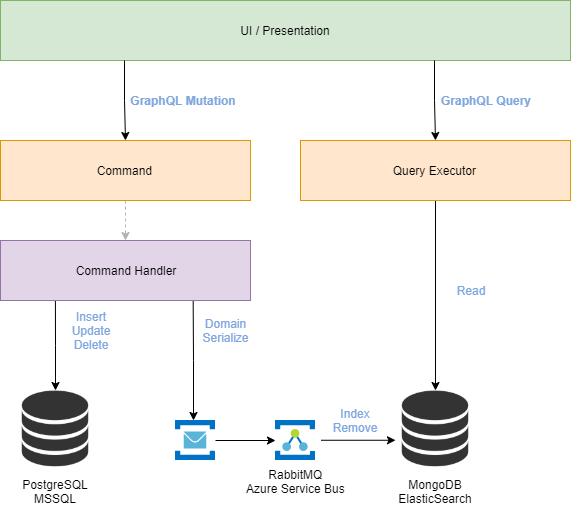 UI / Presentation
GraphQL Mutation
GraphQL Query
Command
Query Executor
Command Handler
Insert
Update
Delete
Domain
Serialize
Read
Index
Remove
PostgreSQL
MSSQL
RabbitMQ
Azure Service Bus
MongoDB
ElasticSearch